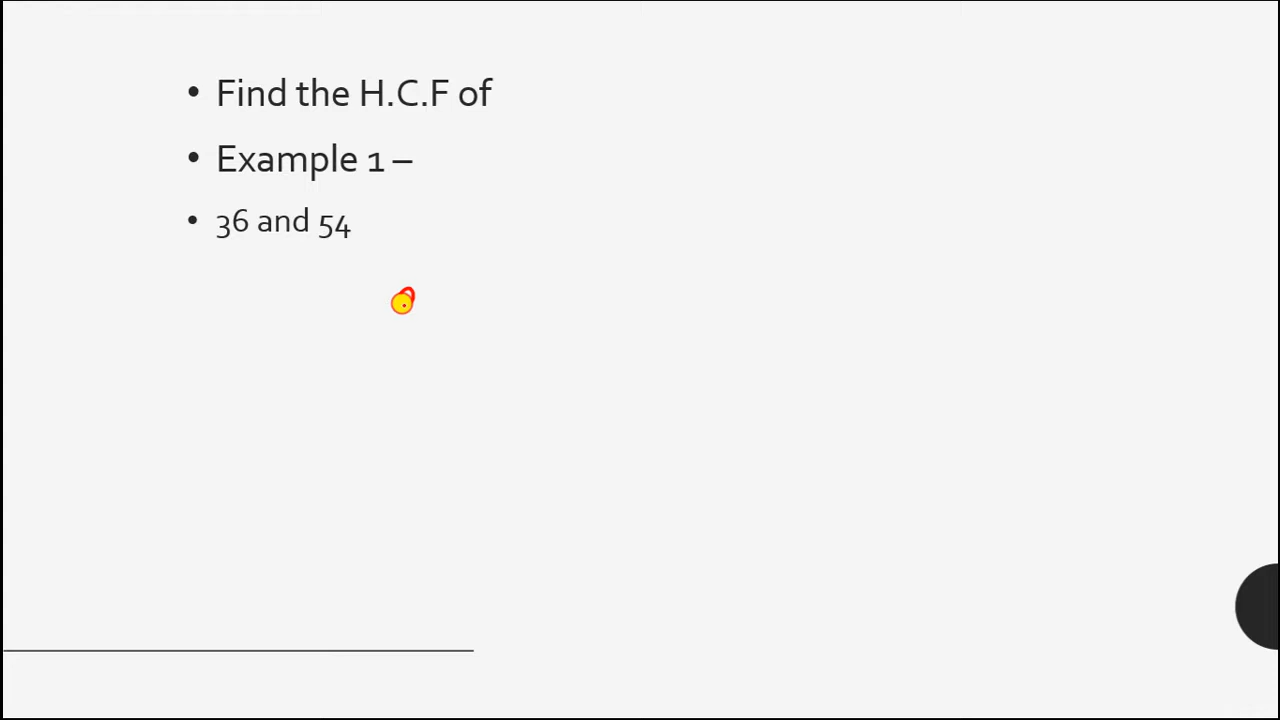 • Find the H.C.F of
• Example 1 –
• 36 and 54